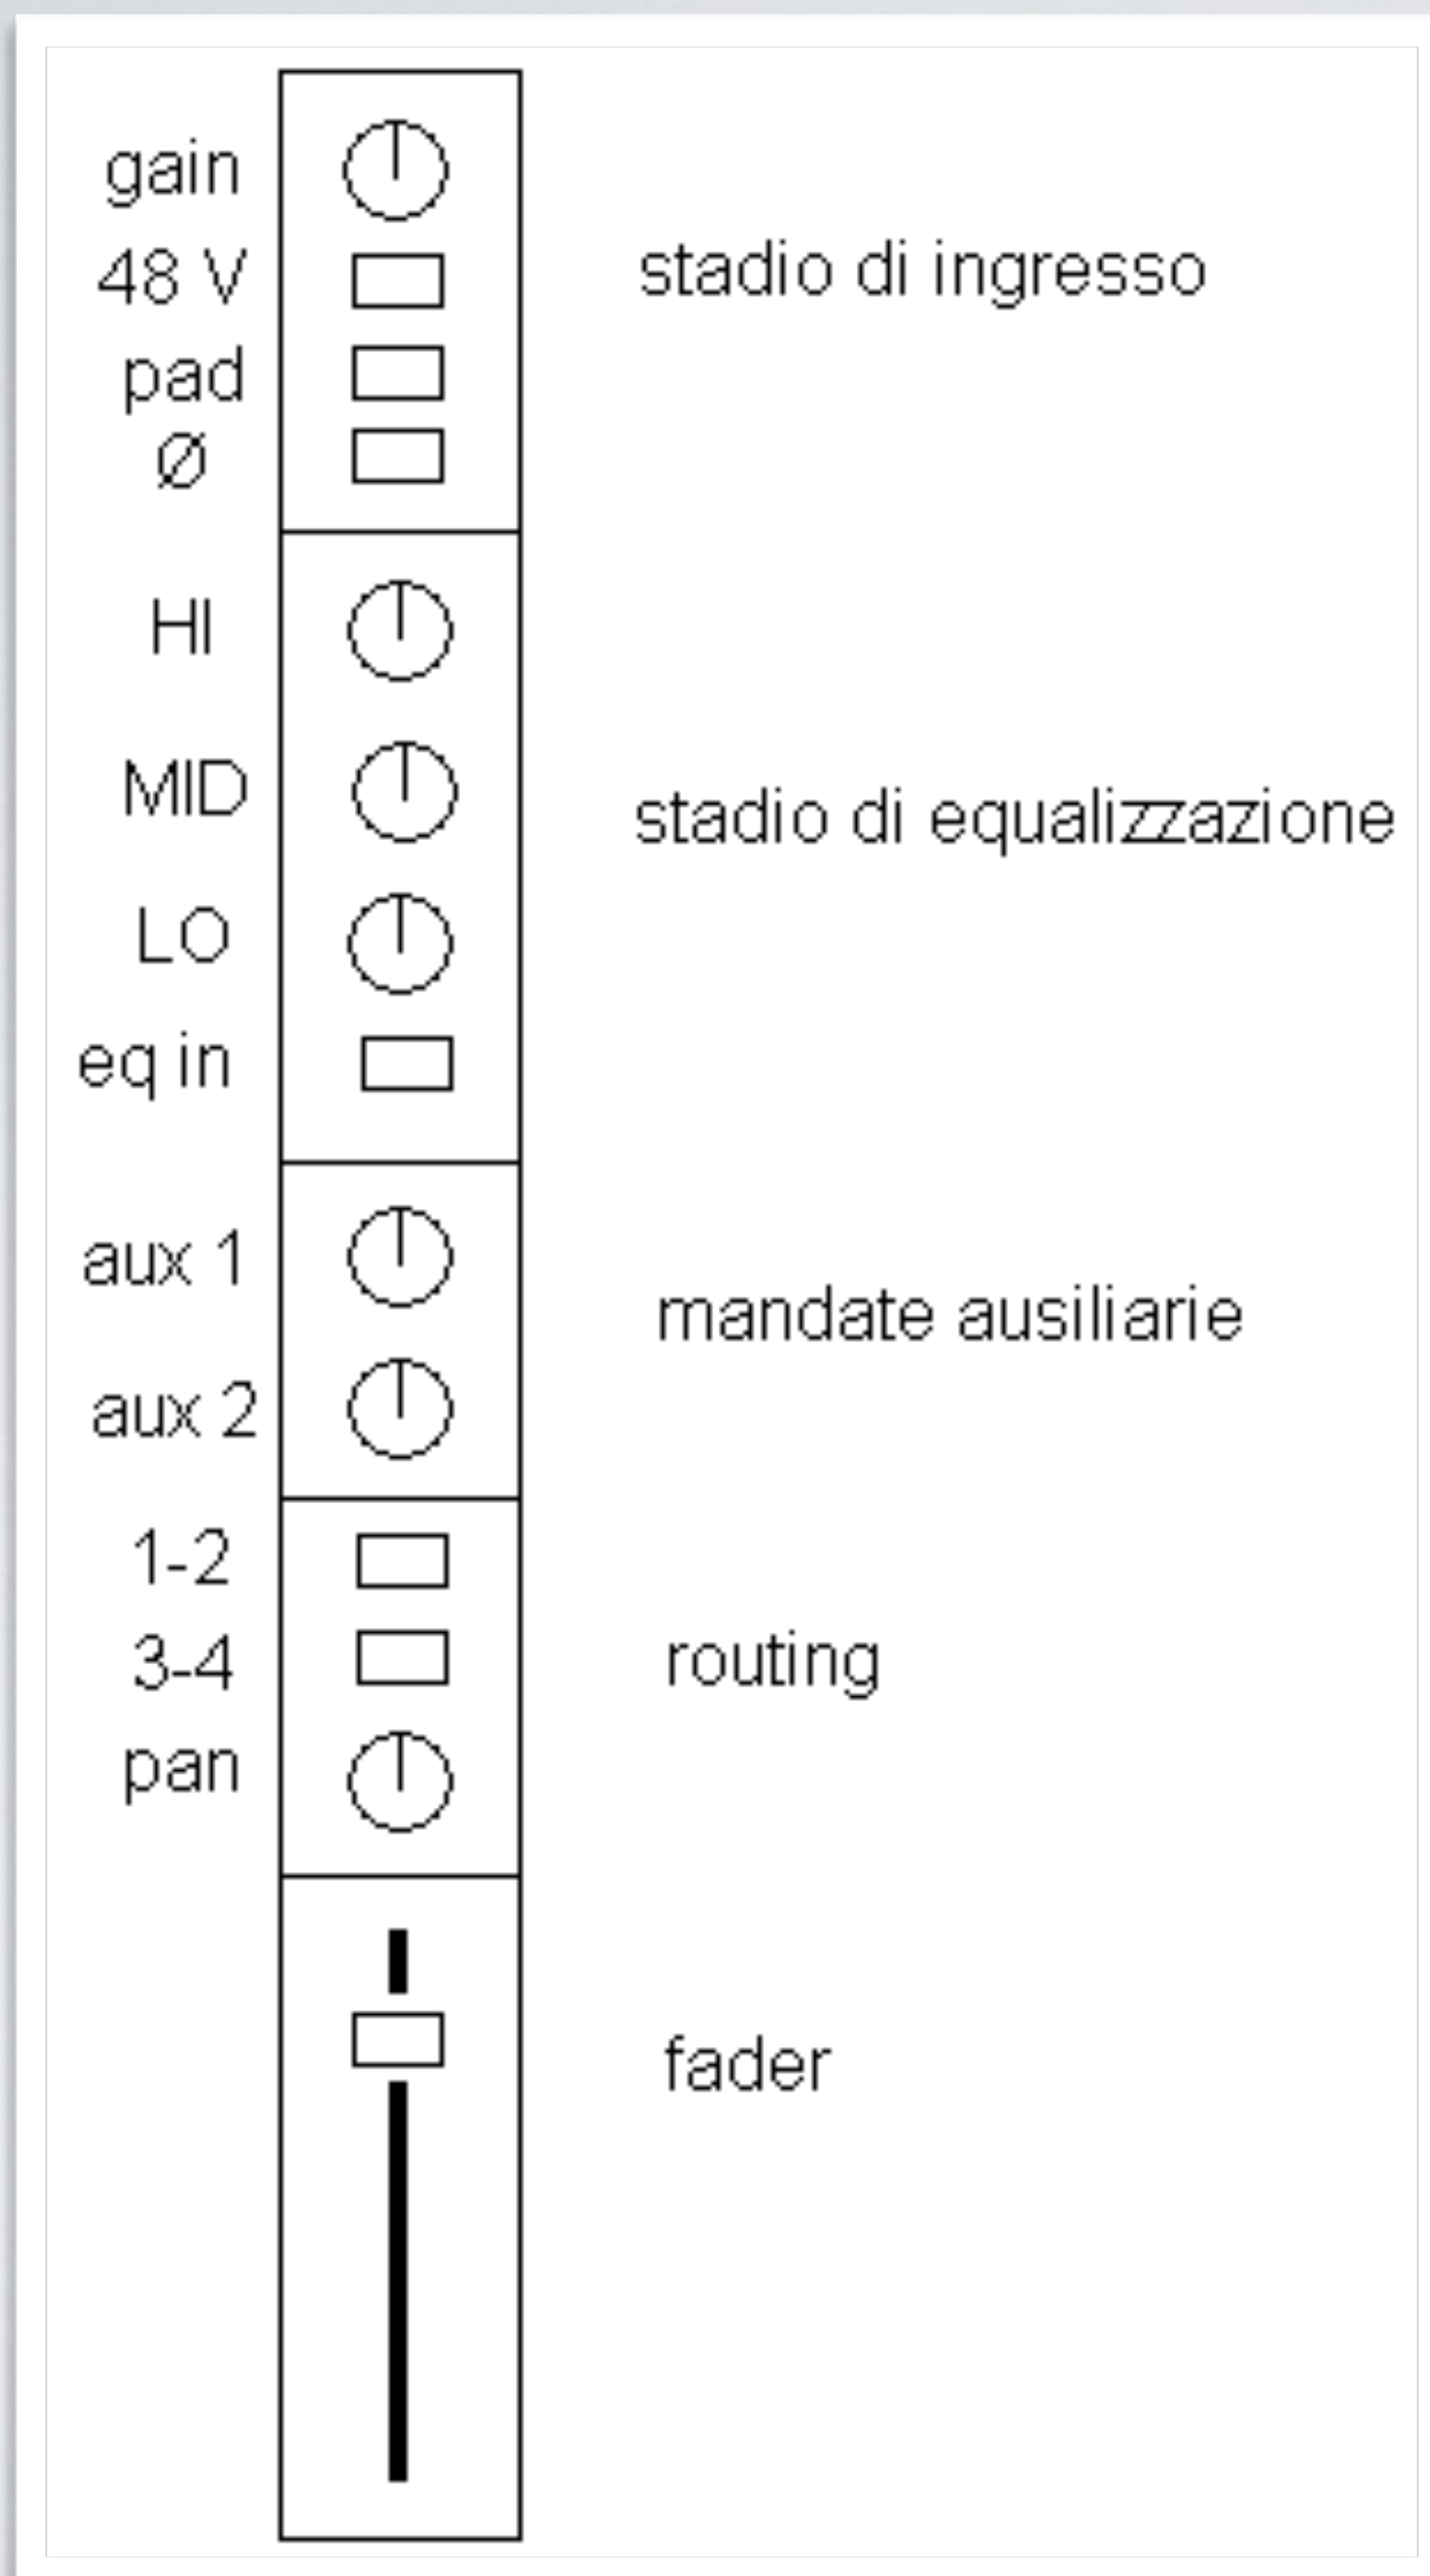 gain
48 V
stadio di ingresso
pad
Ø
HI
MID
stadio di equalizzazione
LO
eq in
aux 1
mandate ausiliarie
aux 2
1-2
3-4
routing
pan
fader